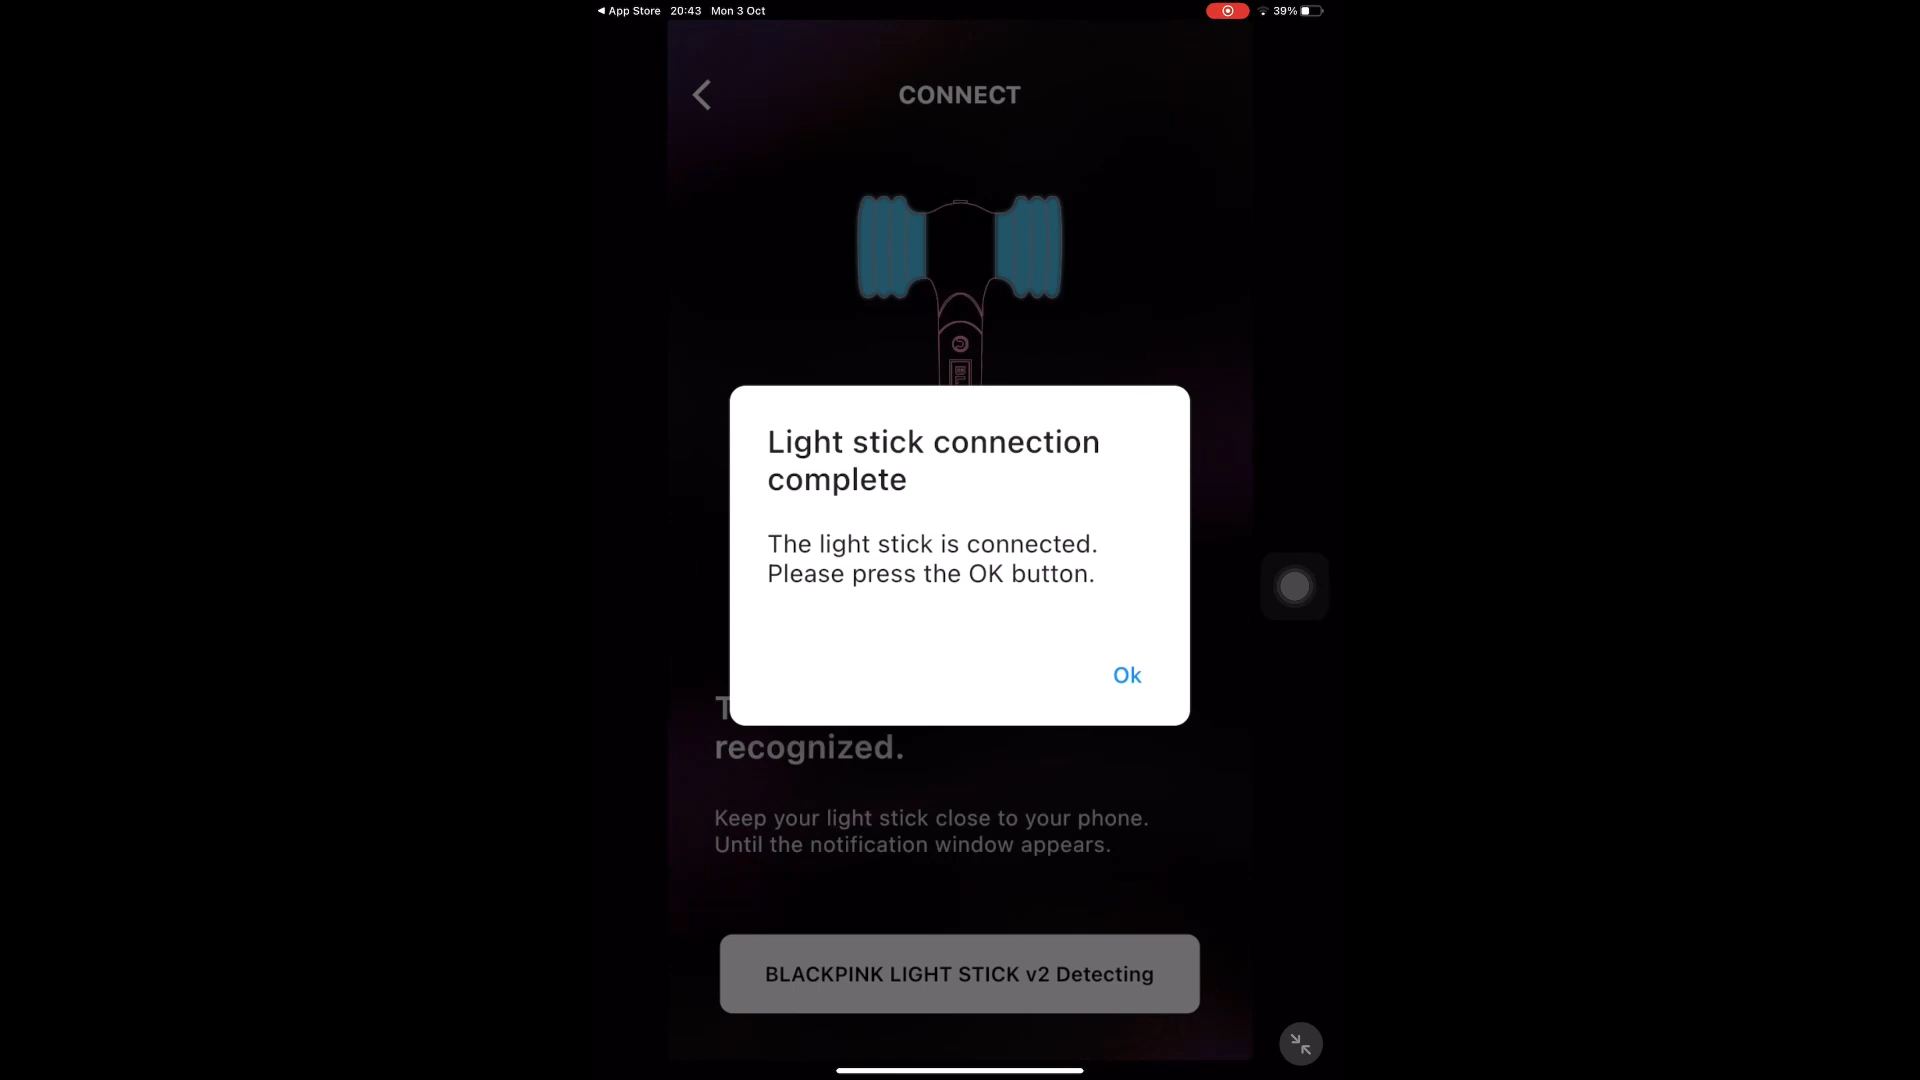 ◀ App Store 20:43 Mon 3 Oct 39%
CONNECT
BL
Light stick connection
complete
The light stick is connected.
Please press the OK button.
Ok
T
recognized.
Keep your light stick close to your phone.
Until the notification window appears.
BLACKPINK LIGHT STICK v2 Detecting